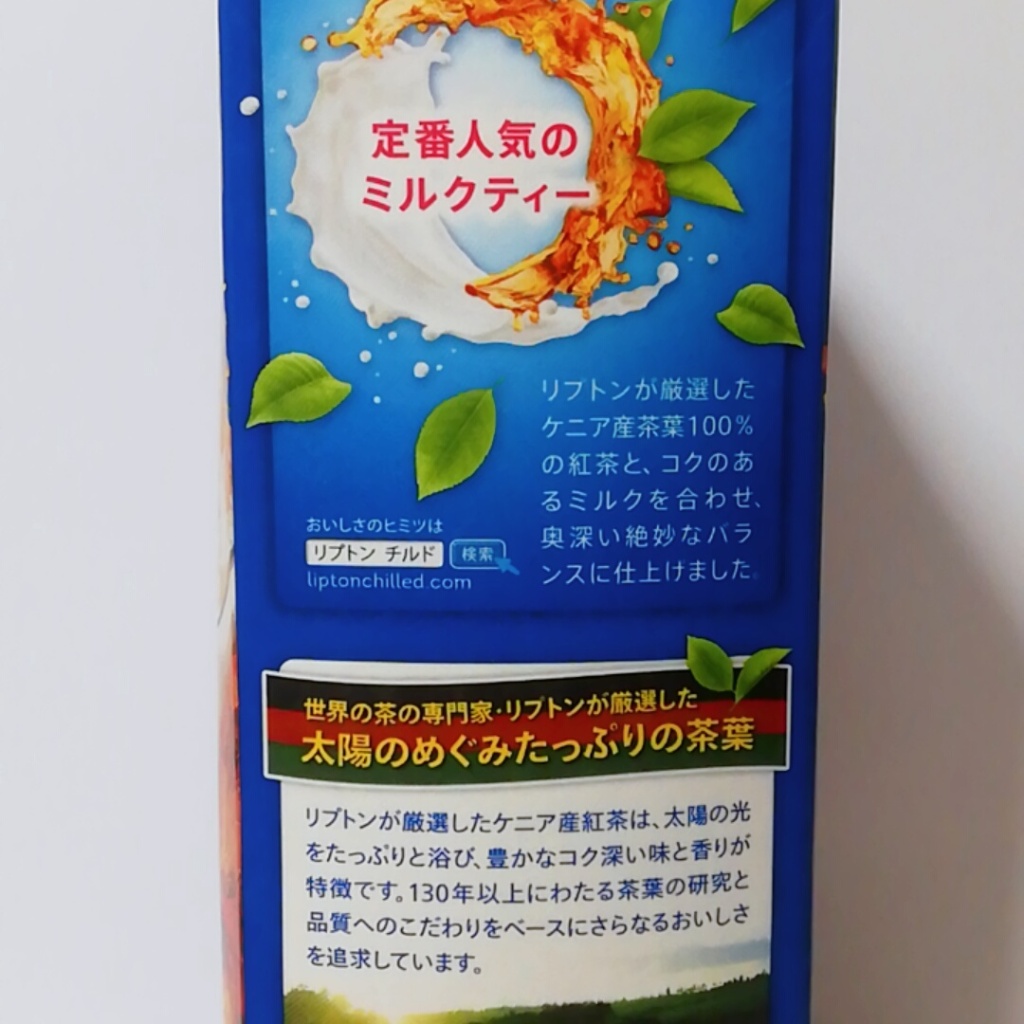 定番人気の
ミルクティー
リプトンが厳選した
ケニア産茶葉100%
の紅茶と、コクのあ
るミルクを合わせ、
奥深い絶妙なバラ
ンスに仕上げました。
おいしさのヒミツは
リプトン チルド 検索
liptonchilled.com
世界の茶の専門家・リプトンが厳選した
太陽のめぐみたっぷりの茶葉
リプトンが厳選したケニア産紅茶は、太陽の光
をたっぷりと浴び、豊かなコク深い味と香りが
特徴です。130年以上にわたる茶葉の研究と
品質へのこだわりをベースにさらなるおいしさ
を追求しています。